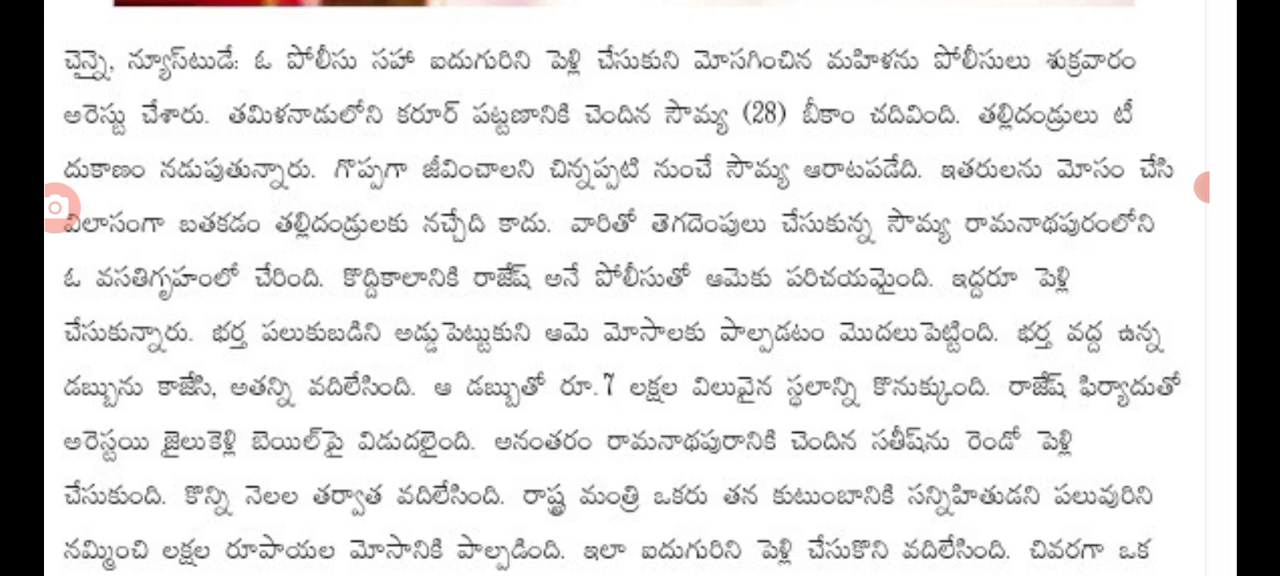 చెన్నై, న్యూస్‌టుడే: ఓ పోలీసు సహా ఐదుగురిని పెళ్లి చేసుకుని మోసగించిన మహిళను పోలీసులు శుక్రవారం
అరెస్టు చేశారు. తమిళనాడులోని కరూర్ పట్టణానికి చెందిన సౌమ్య (28) బీకాం చదివింది. తల్లిదండ్రులు టీ
దుకాణం నడుపుతున్నారు. గొప్పగా జీవించాలని చిన్నప్పటి నుంచే సౌమ్య ఆరాటపడేది. ఇతరులను మోసం చేసి
విలాసంగా బతకడం తల్లిదండ్రులకు నచ్చేది కాదు. వారితో తెగదెంపులు చేసుకున్న సౌమ్య రామనాథపురంలోని
ఓ వసతిగృహంలో చేరింది. కొద్దికాలానికి రాజేష్ అనే పోలీసుతో ఆమెకు పరిచయమైంది. ఇద్దరూ పెళ్లి
చేసుకున్నారు. భర్త పలుకుబడిని అడ్డుపెట్టుకుని ఆమె మోసాలకు పాల్పడటం మొదలుపెట్టింది. భర్త వద్ద ఉన్న
డబ్బును కాజేసి, అతన్ని వదిలేసింది. ఆ డబ్బుతో రూ.7 లక్షల విలువైన స్థలాన్ని కొనుక్కుంది. రాజేష్ ఫిర్యాదుతో
అరెస్టయి జైలుకెళ్లి బెయిల్‌పై విడుదలైంది. అనంతరం రామనాథపురానికి చెందిన సతీష్‌ను రెండో పెళ్లి
చేసుకుంది. కొన్ని నెలల తర్వాత వదిలేసింది. రాష్ట్ర మంత్రి ఒకరు తన కుటుంబానికి సన్నిహితుడని పలువురిని
నమ్మించి లక్షల రూపాయల మోసానికి పాల్పడింది. ఇలా ఐదుగురిని పెళ్లి చేసుకొని వదిలేసింది. చివరగా ఒక